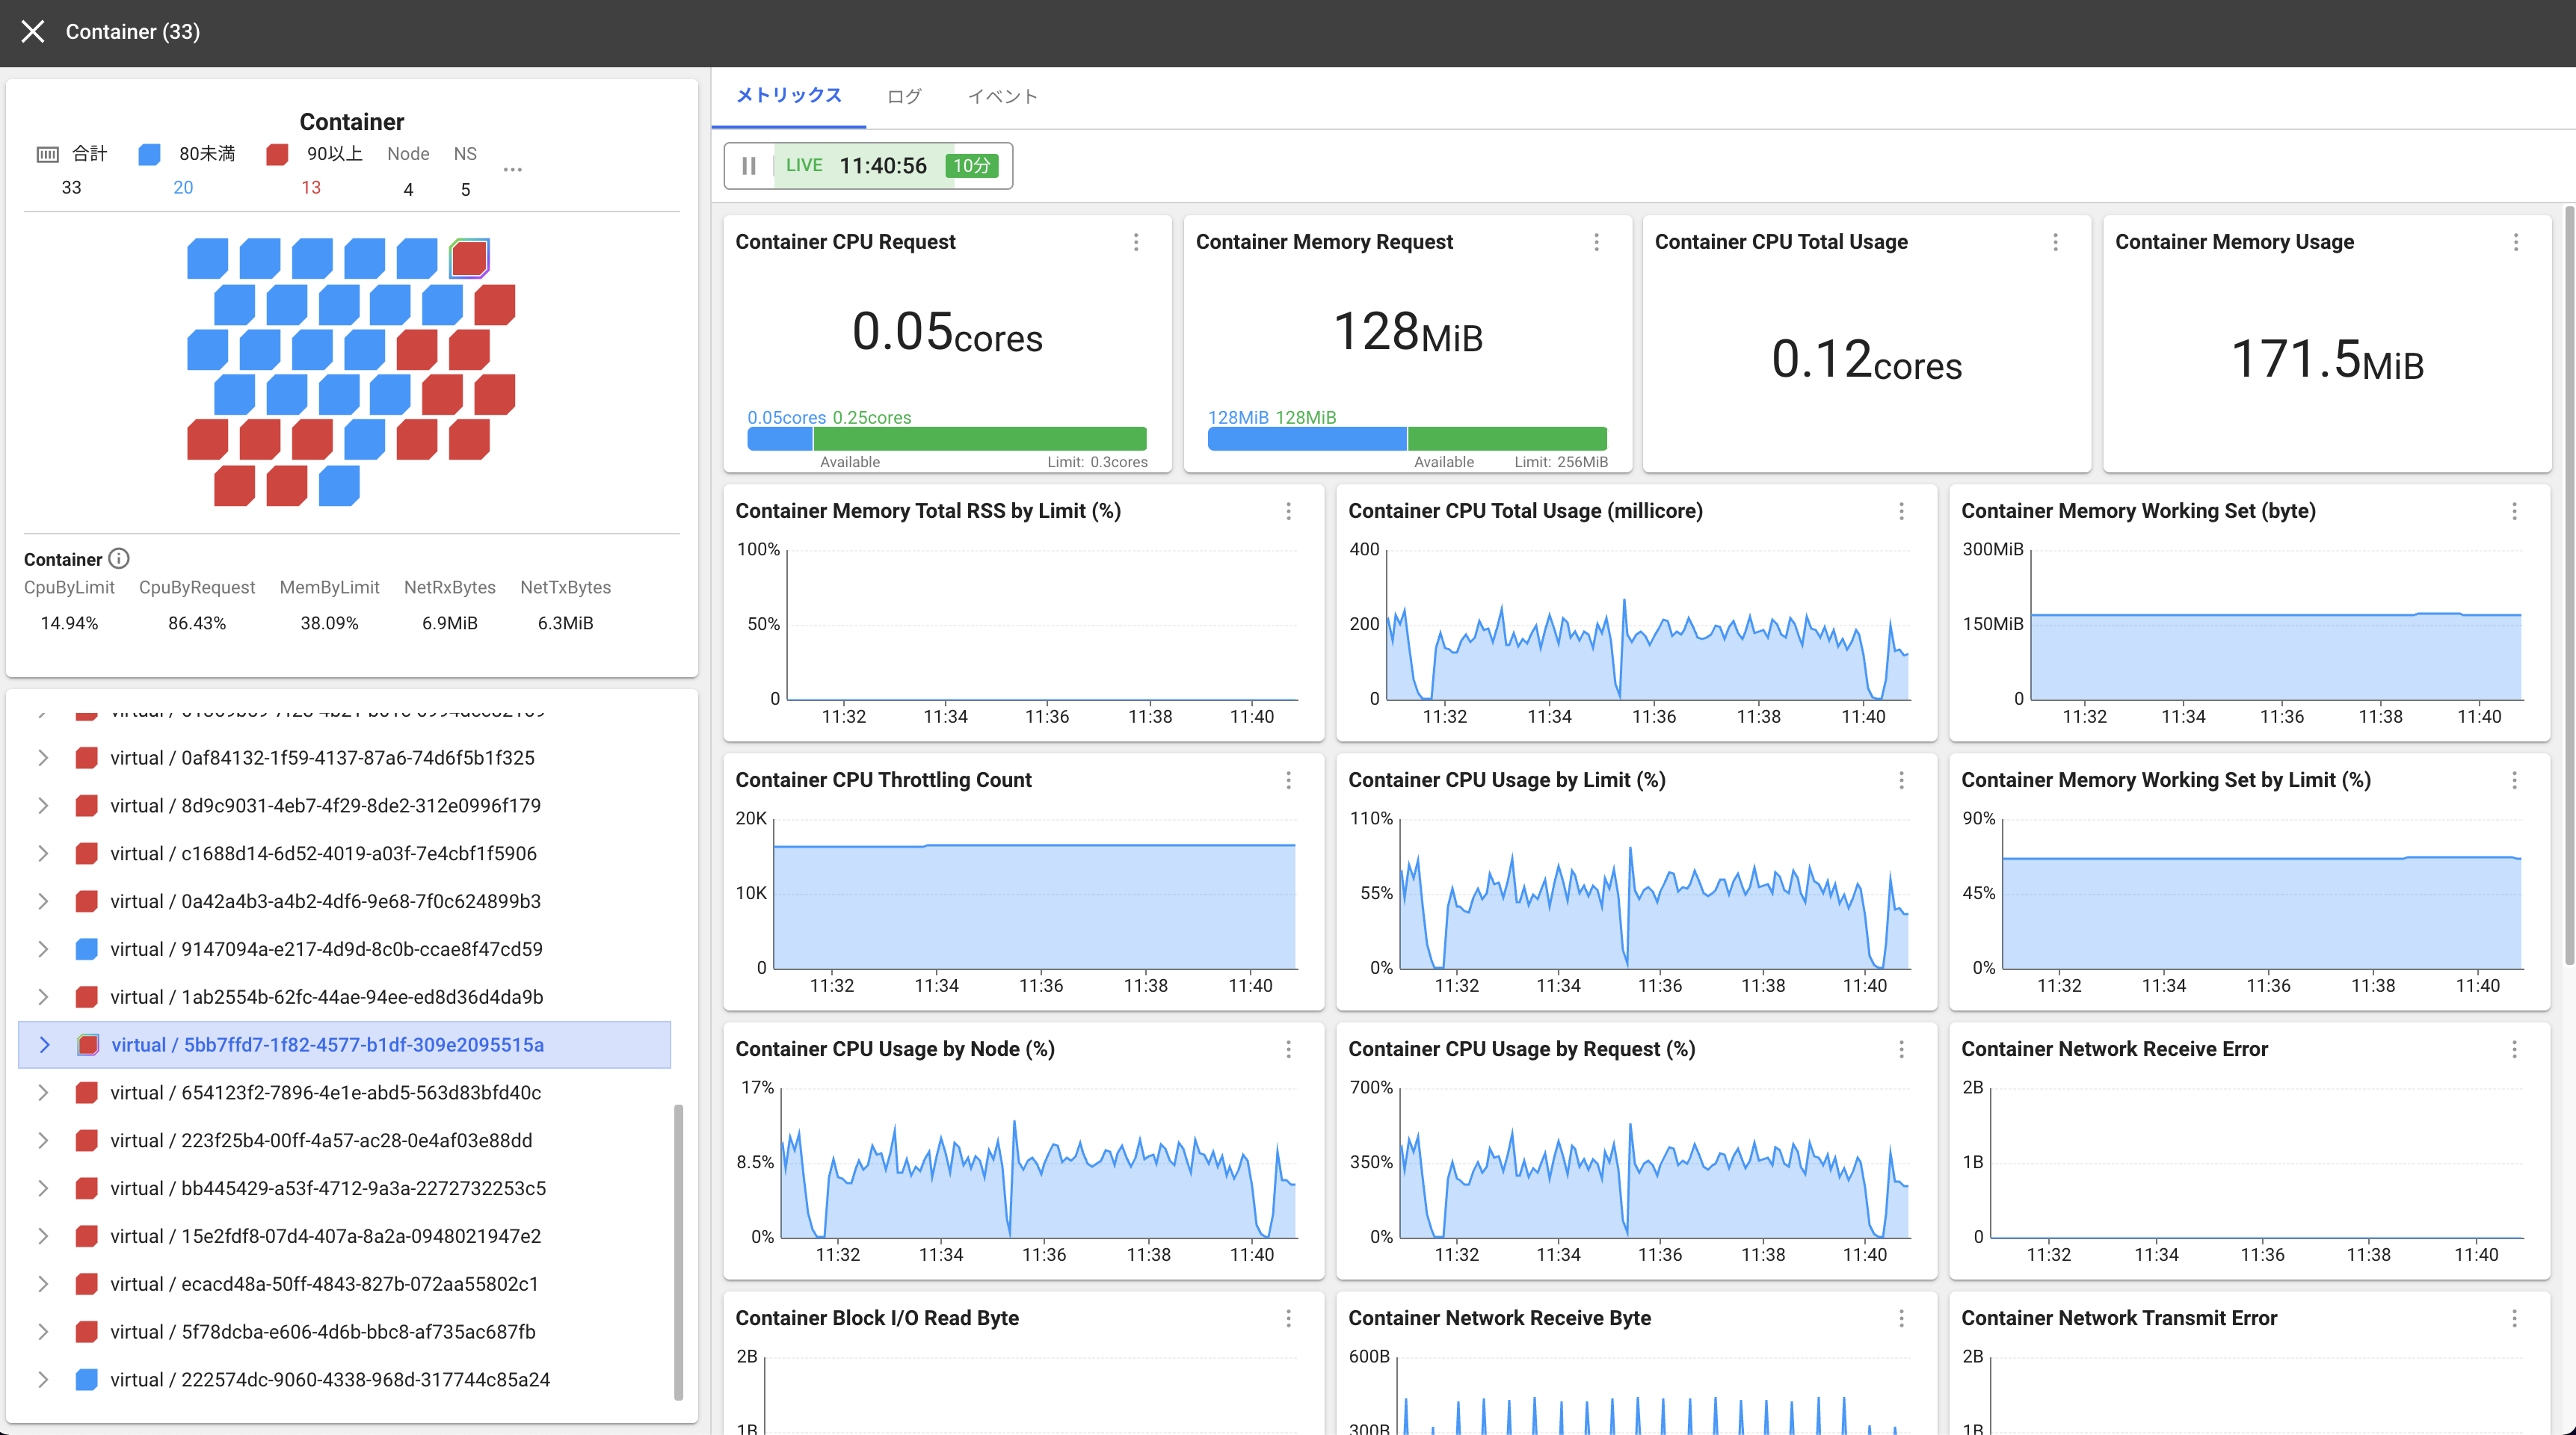 Container (33)
Container
合計 80未満 90以上 Node NS ...
33 20 13 4 5
Container
CpuByLimit CpuByRequest MemByLimit NetRxBytes NetTxBytes
14.94% 86.43% 38.09% 6.9MiB 6.3MiB
virtual / 0af84132-1f59-4137-87a6-74d6f5b1f325
virtual / 8d9c9031-4eb7-4f29-8de2-312e0996f179
virtual / c1688d14-6d52-4019-a03f-7e4cbf1f5906
virtual / 0a42a4b3-a4b2-4df6-9e68-7f0c624899b3
virtual / 9147094a-e217-4d9d-8c0b-ccae8f47cd59
virtual / 1ab2554b-62fc-44ae-94ee-ed8d36d4da9b
virtual / 5bb7ffd7-1f82-4577-b1df-309e2095515a
virtual / 654123f2-7896-4e1e-abd5-563d83bfd40c
virtual / 223f25b4-00ff-4a57-ac28-0e4af03e88dd
virtual / bb445429-a53f-4712-9a3a-2272732253c5
virtual / 15e2fdf8-07d4-407a-8a2a-0948021947e2
virtual / ecacd48a-50ff-4843-827b-072aa55802c1
virtual / 5f78dcba-e606-4d6b-bbc8-af735ac687fb
virtual / 222574dc-9060-4338-968d-317744c85a24
メトリックス ログ イベント
LIVE 11:40:56 10分
Container CPU Request
0.05cores
0.05cores 0.25cores
Available Limit: 0.3cores
Container Memory Request
128MiB
128MiB 128MiB
Available Limit: 256MiB
Container CPU Total Usage
0.12cores
Container Memory Usage
171.5MiB
Container Memory Total RSS by Limit (%)
100%
50%
0
11:32 11:34 11:36 11:38 11:40
Container CPU Total Usage (millicore)
400
200
0
11:32 11:34 11:36 11:38 11:40
Container Memory Working Set (byte)
300MiB
150MiB
0
11:32 11:34 11:36 11:38 11:40
Container CPU Throttling Count
20K
10K
0
11:32 11:34 11:36 11:38 11:40
Container CPU Usage by Limit (%)
110%
55%
0%
11:32 11:34 11:36 11:38 11:40
Container Memory Working Set by Limit (%)
90%
45%
0%
11:32 11:34 11:36 11:38 11:40
Container CPU Usage by Node (%)
17%
8.5%
0%
11:32 11:34 11:36 11:38 11:40
Container CPU Usage by Request (%)
700%
350%
0%
11:32 11:34 11:36 11:38 11:40
Container Network Receive Error
2B
1B
0
11:32 11:34 11:36 11:38 11:40
Container Block I/O Read Byte
2B
1B
Container Network Receive Byte
600B
300B
Container Network Transmit Error
2B
1B